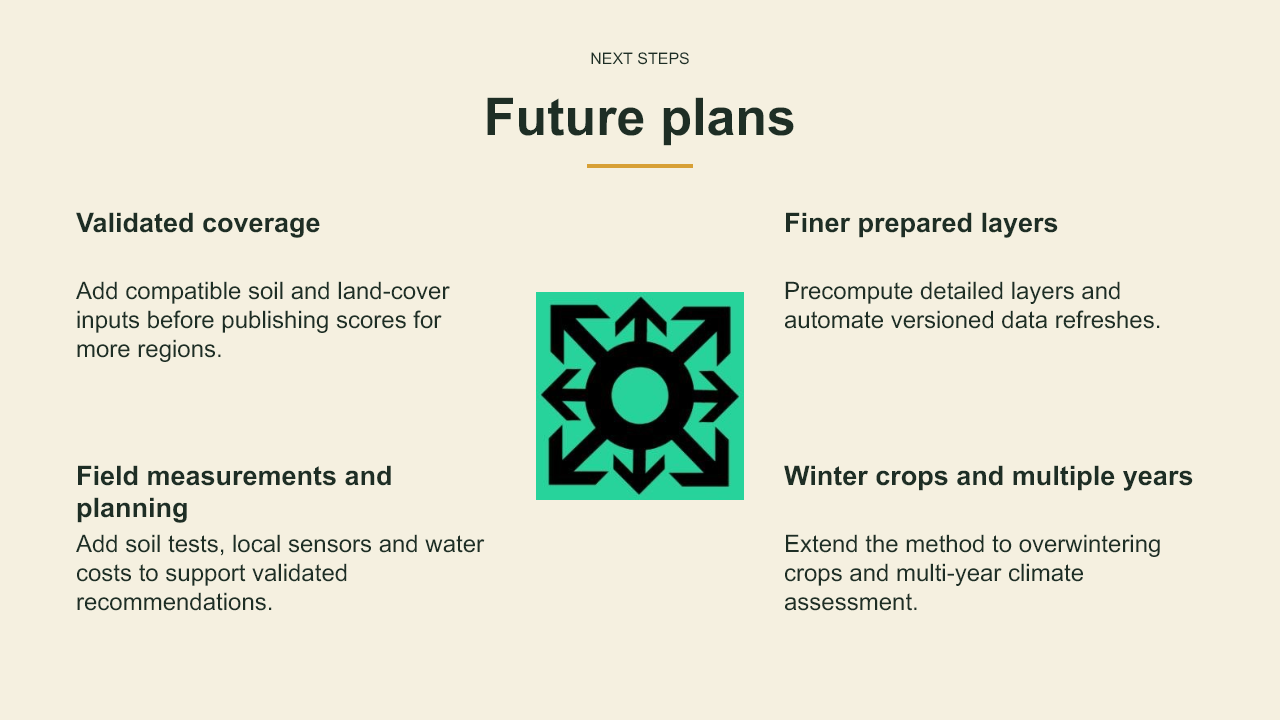 NEXT STEPS
Future plans
Validated coverage
Add compatible soil and land-cover
inputs before publishing scores for
more regions.
Finer prepared layers
Precompute detailed layers and
automate versioned data refreshes.
Field measurements and
planning
Add soil tests, local sensors and water
costs to support validated
recommendations.
Winter crops and multiple years
Extend the method to overwintering
crops and multi-year climate
assessment.